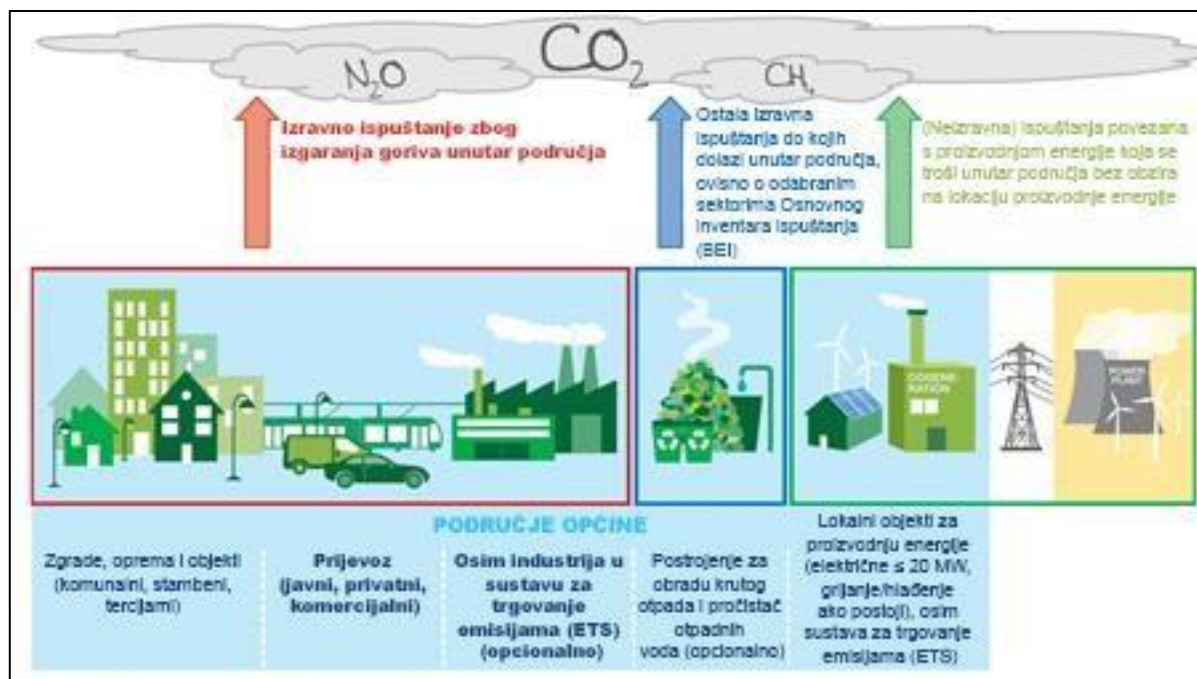 CO2
N2O
CH4
Izravno ispuštanje zbog
izgaranja goriva unutar područja
Ostala izravna
ispuštanja do kojih
dolazi unutar područja,
ovisno o odabranim
sektorima Osnovnog
inventara ispuštanja
(BEI)
(Neizravna) ispuštanja povezana
s proizvodnjom energije koja se
troši unutar područja bez obzira
na lokaciju proizvodnje energije
COGENE-
RATION
POWER
PLANT
PODRUČJE OPĆINE
Zgrade, oprema i objekti
(komunalni, stambeni,
tercijarni)
Prijevoz
(javni, privatni,
komercijalni)
Osim industrija u
sustavu za
trgovanje
emisijama (ETS)
(opcionalno)
Postrojenje za
obradu krutog
otpada i pročistač
otpadnih
voda (opcionalno)
Lokalni objekti za
proizvodnju energije
(električne ≤ 20 MW,
grijanje/hlađenje
ako postoji), osim
sustava za trgovanje
emisijama (ETS)